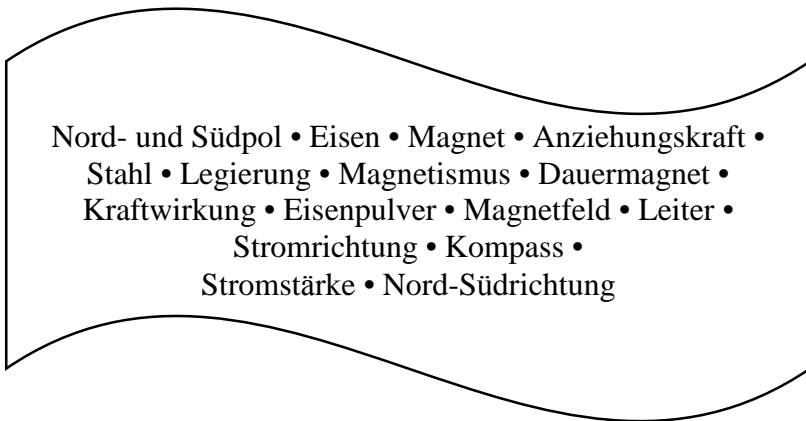 Nord- und Südpol • Eisen • Magnet • Anziehungskraft •
Stahl • Legierung • Magnetismus • Dauermagnet •
Kraftwirkung • Eisenpulver • Magnetfeld • Leiter •
Stromrichtung • Kompass •
Stromstärke • Nord-Südrichtung